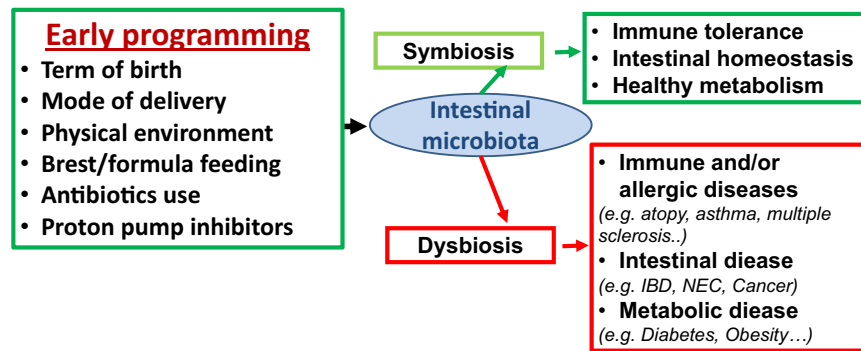 Early programming
• Term of birth
• Mode of delivery
• Physical environment
• Brest/formula feeding
• Antibiotics use
• Proton pump inhibitors
Intestinal
microbiota
Symbiosis
• Immune tolerance
• Intestinal homeostasis
• Healthy metabolism
Dysbiosis
• Immune and/or
allergic diseases
(e.g. atopy, asthma, multiple
sclerosis..)
• Intestinal disease
(e.g. IBD, NEC, Cancer)
• Metabolic disease
(e.g. Diabetes, Obesity…)